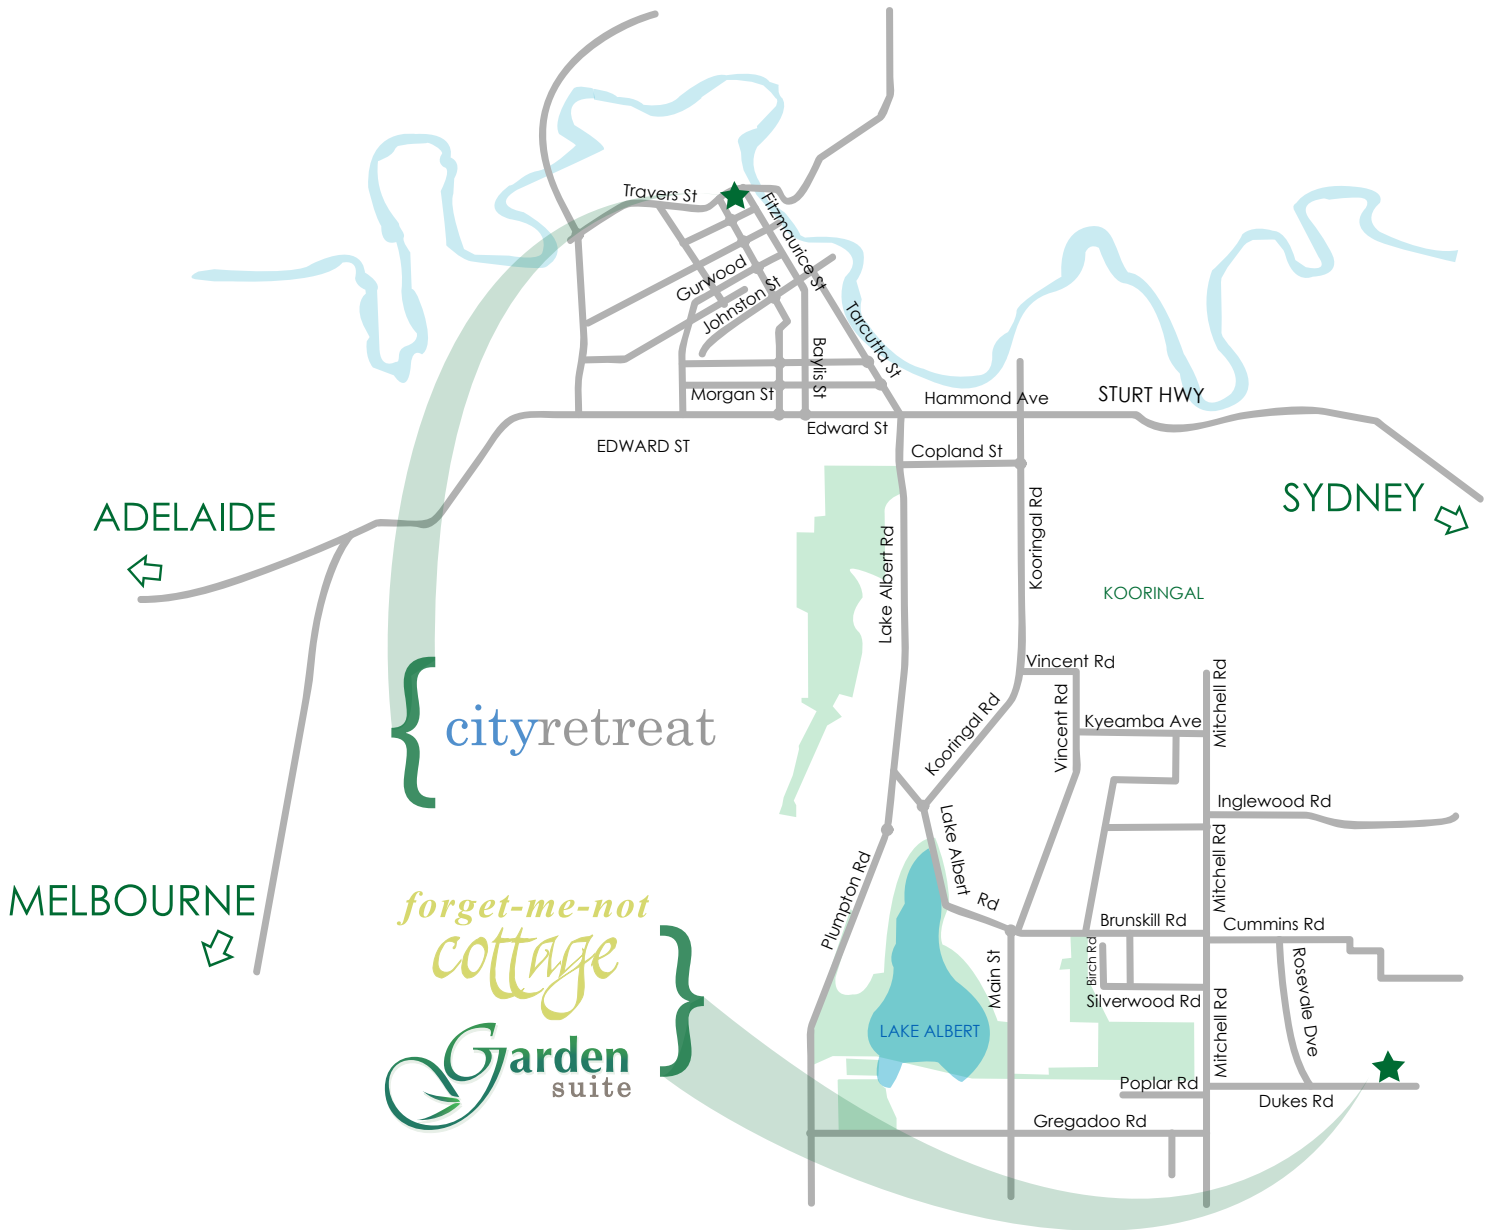 Travers St
Fitzmaurice St
Gurwood
Johnston St
Tarcutta St
Baylis St
Morgan St
Hammond Ave
STURT HWY
Edward St
EDWARD ST
Copland St
SYDNEY
ADELAIDE
Kooringal Rd
Lake Albert Rd
KOORINGAL
Vincent Rd
Mitchell Rd
Vincent Rd
Kooringal Rd
Kyeamba Ave
cityretreat
Inglewood Rd
Lake Albert Rd
Mitchell Rd
Plumpton Rd
MELBOURNE
forget-me-not
cottage
Brunskill Rd
Cummins Rd
Birch Rd
Main St
Rosevale Dve
Silverwood Rd
Mitchell Rd
LAKE ALBERT
Garden
suite
Poplar Rd
Dukes Rd
Gregadoo Rd